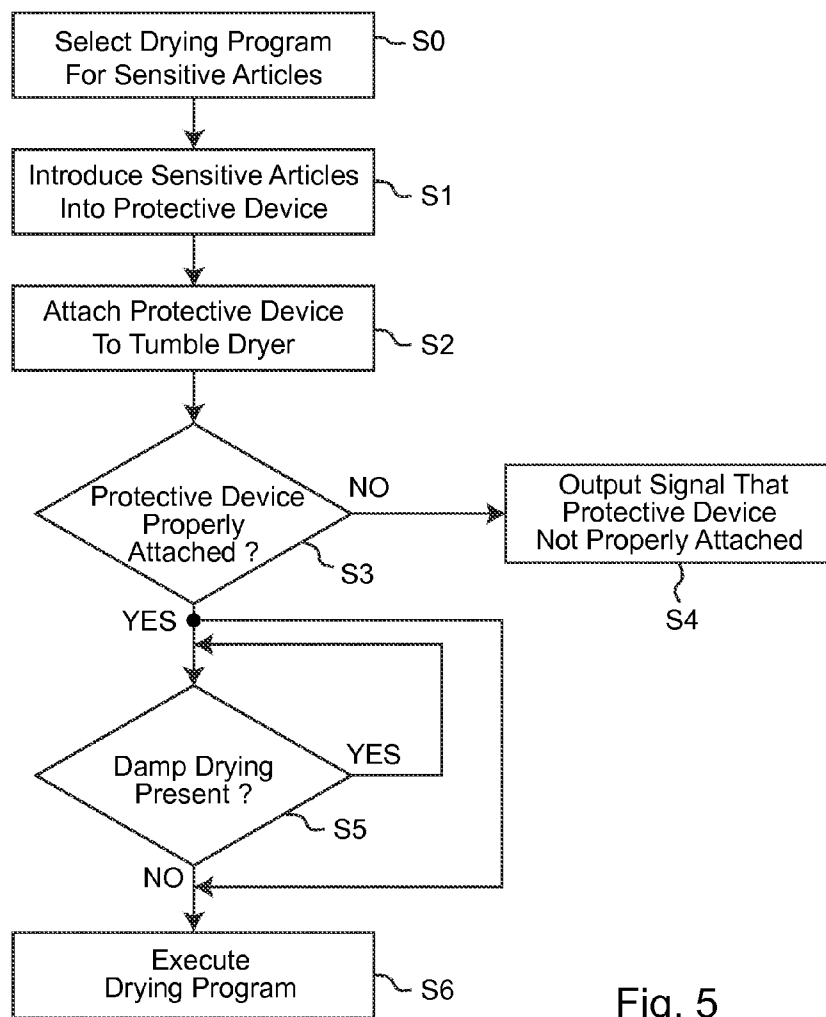 Select Drying Program
For Sensitive Articles
S0
Introduce Sensitive Articles
Into Protective Device
S1
Attach Protective Device
To Tumble Dryer
S2
Protective Device
Properly
Attached ?
S3
NO
Output Signal That
Protective Device
Not Properly Attached
S4
YES
Damp Drying
Present ?
YES
S5
NO
Execute
Drying Program
S6
Fig. 5